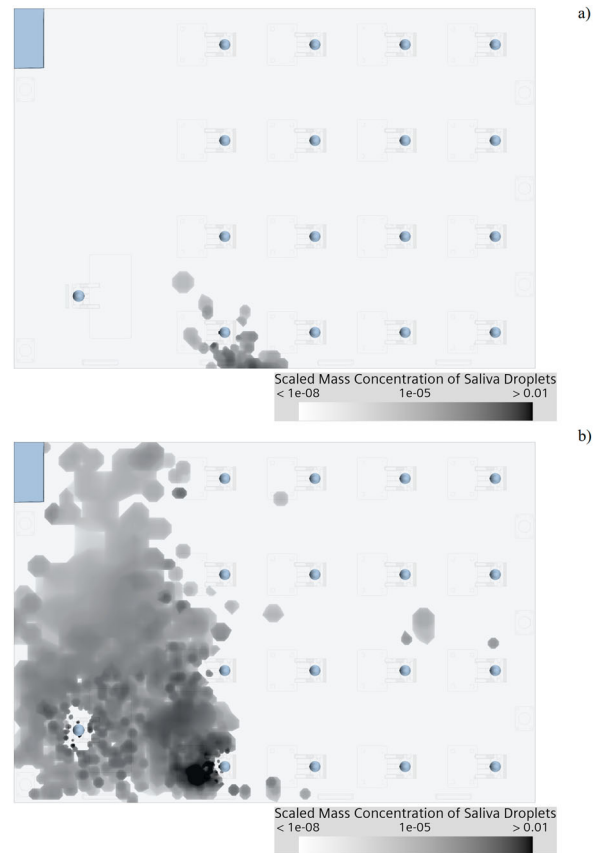 a)
Scaled Mass Concentration of Saliva Droplets
< 1e-08 1e-05 > 0.01
b)
Scaled Mass Concentration of Saliva Droplets
< 1e-08 1e-05 > 0.01